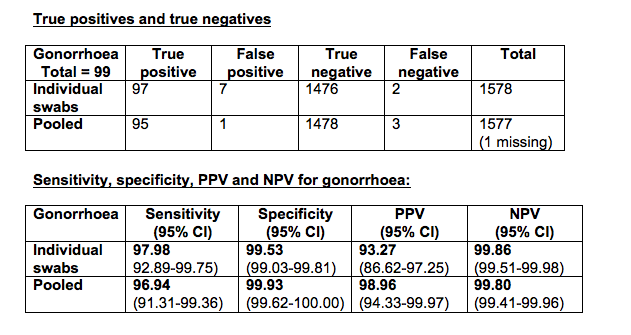 True positives and true negatives
Gonorrhoea Total = 99 | True positive | False positive | True negative | False negative | Total
Individual swabs | 97 | 7 | 1476 | 2 | 1578
Pooled | 95 | 1 | 1478 | 3 | 1577 (1 missing)
Sensitivity, specificity, PPV and NPV for gonorrhoea:
Gonorrhoea | Sensitivity (95% CI) | Specificity (95% CI) | PPV (95% CI) | NPV (95% CI)
Individual swabs | 97.98 92.89-99.75) | 99.53 (99.03-99.81) | 93.27 (86.62-97.25) | 99.86 (99.51-99.98)
Pooled | 96.94 (91.31-99.36) | 99.93 (99.62-100.00) | 98.96 (94.33-99.97) | 99.80 (99.41-99.96)